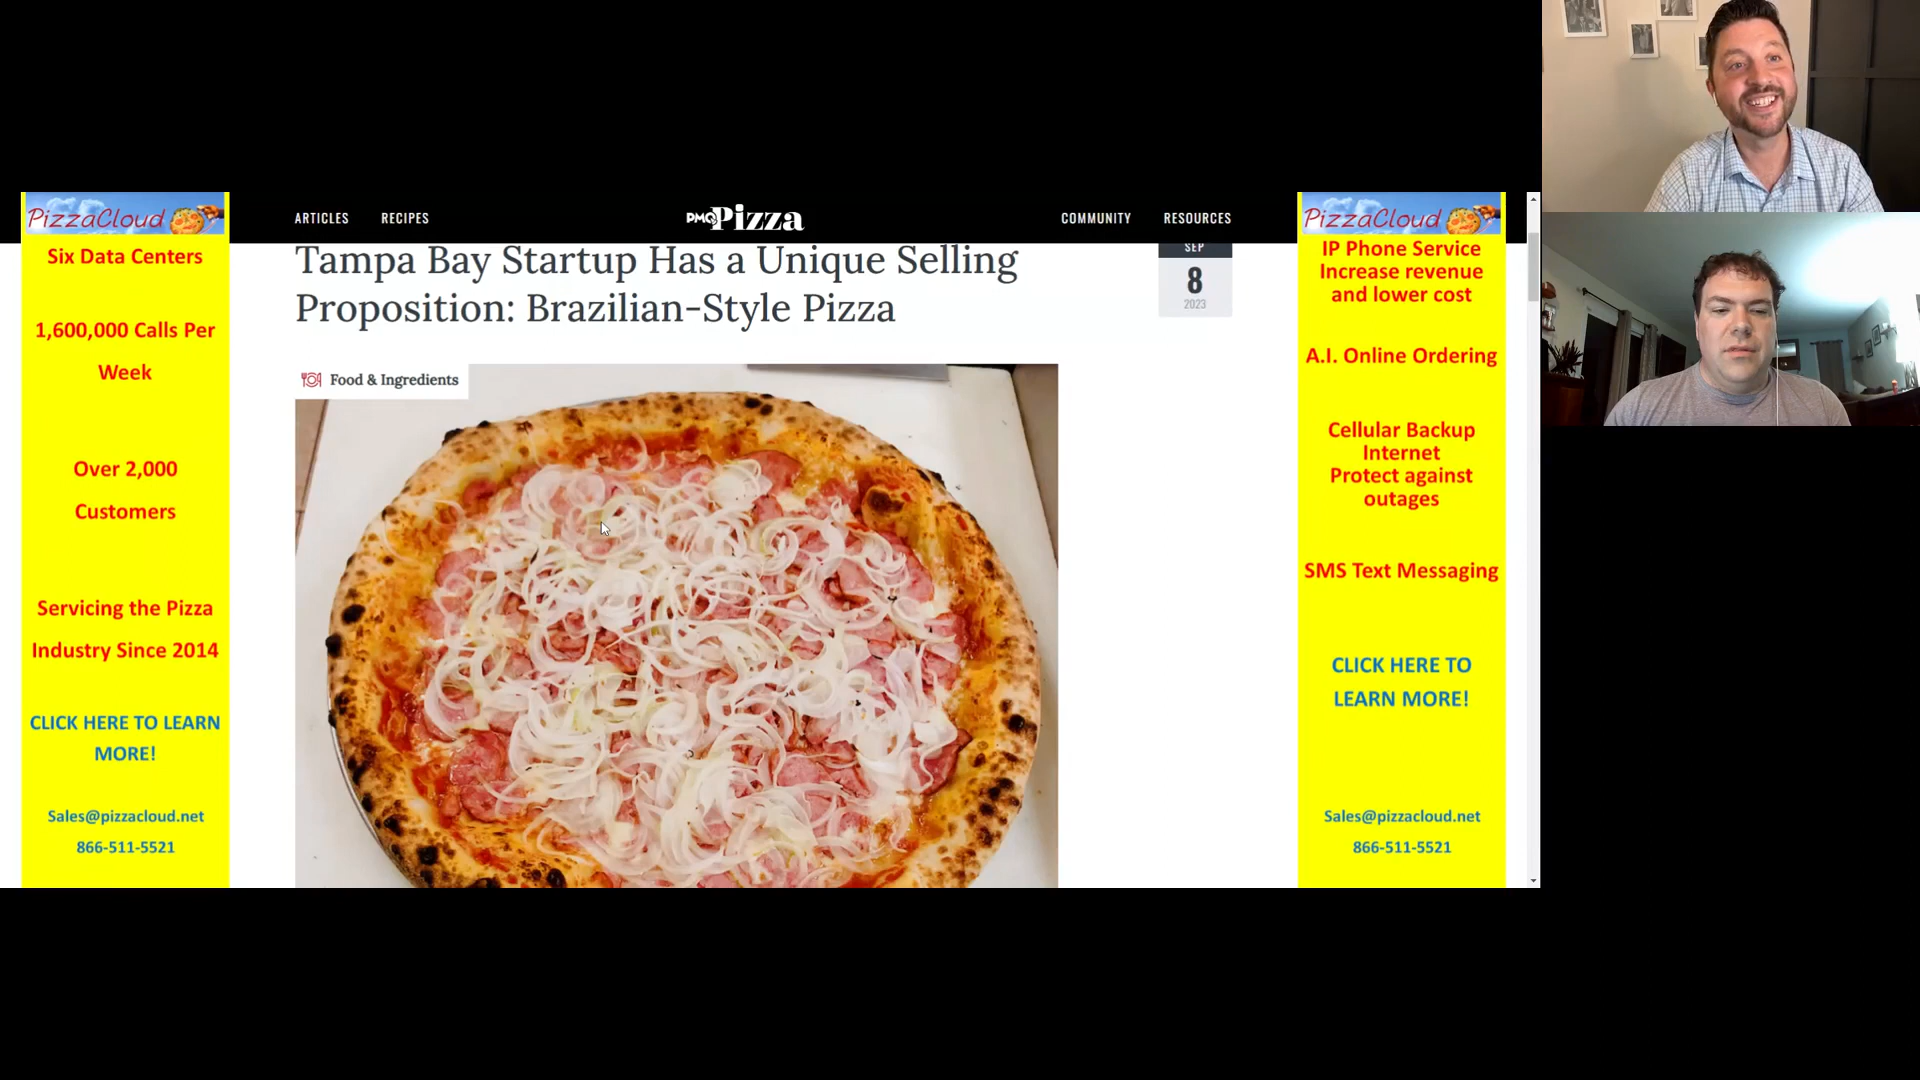 PizzaCloud
Six Data Centers
1,600,000 Calls Per
Week
Over 2,000
Customers
Servicing the Pizza
Industry Since 2014
CLICK HERE TO LEARN
MORE!
Sales@pizzacloud.net
866-511-5521
ARTICLES
RECIPES
PMQ Pizza
COMMUNITY
RESOURCES
Tampa Bay Startup Has a Unique Selling
Proposition: Brazilian-Style Pizza
SEP
8
2023
Food & Ingredients
PizzaCloud
IP Phone Service
Increase revenue
and lower cost
A.I. Online Ordering
Cellular Backup
Internet
Protect against
outages
SMS Text Messaging
CLICK HERE TO
LEARN MORE!
Sales@pizzacloud.net
866-511-5521